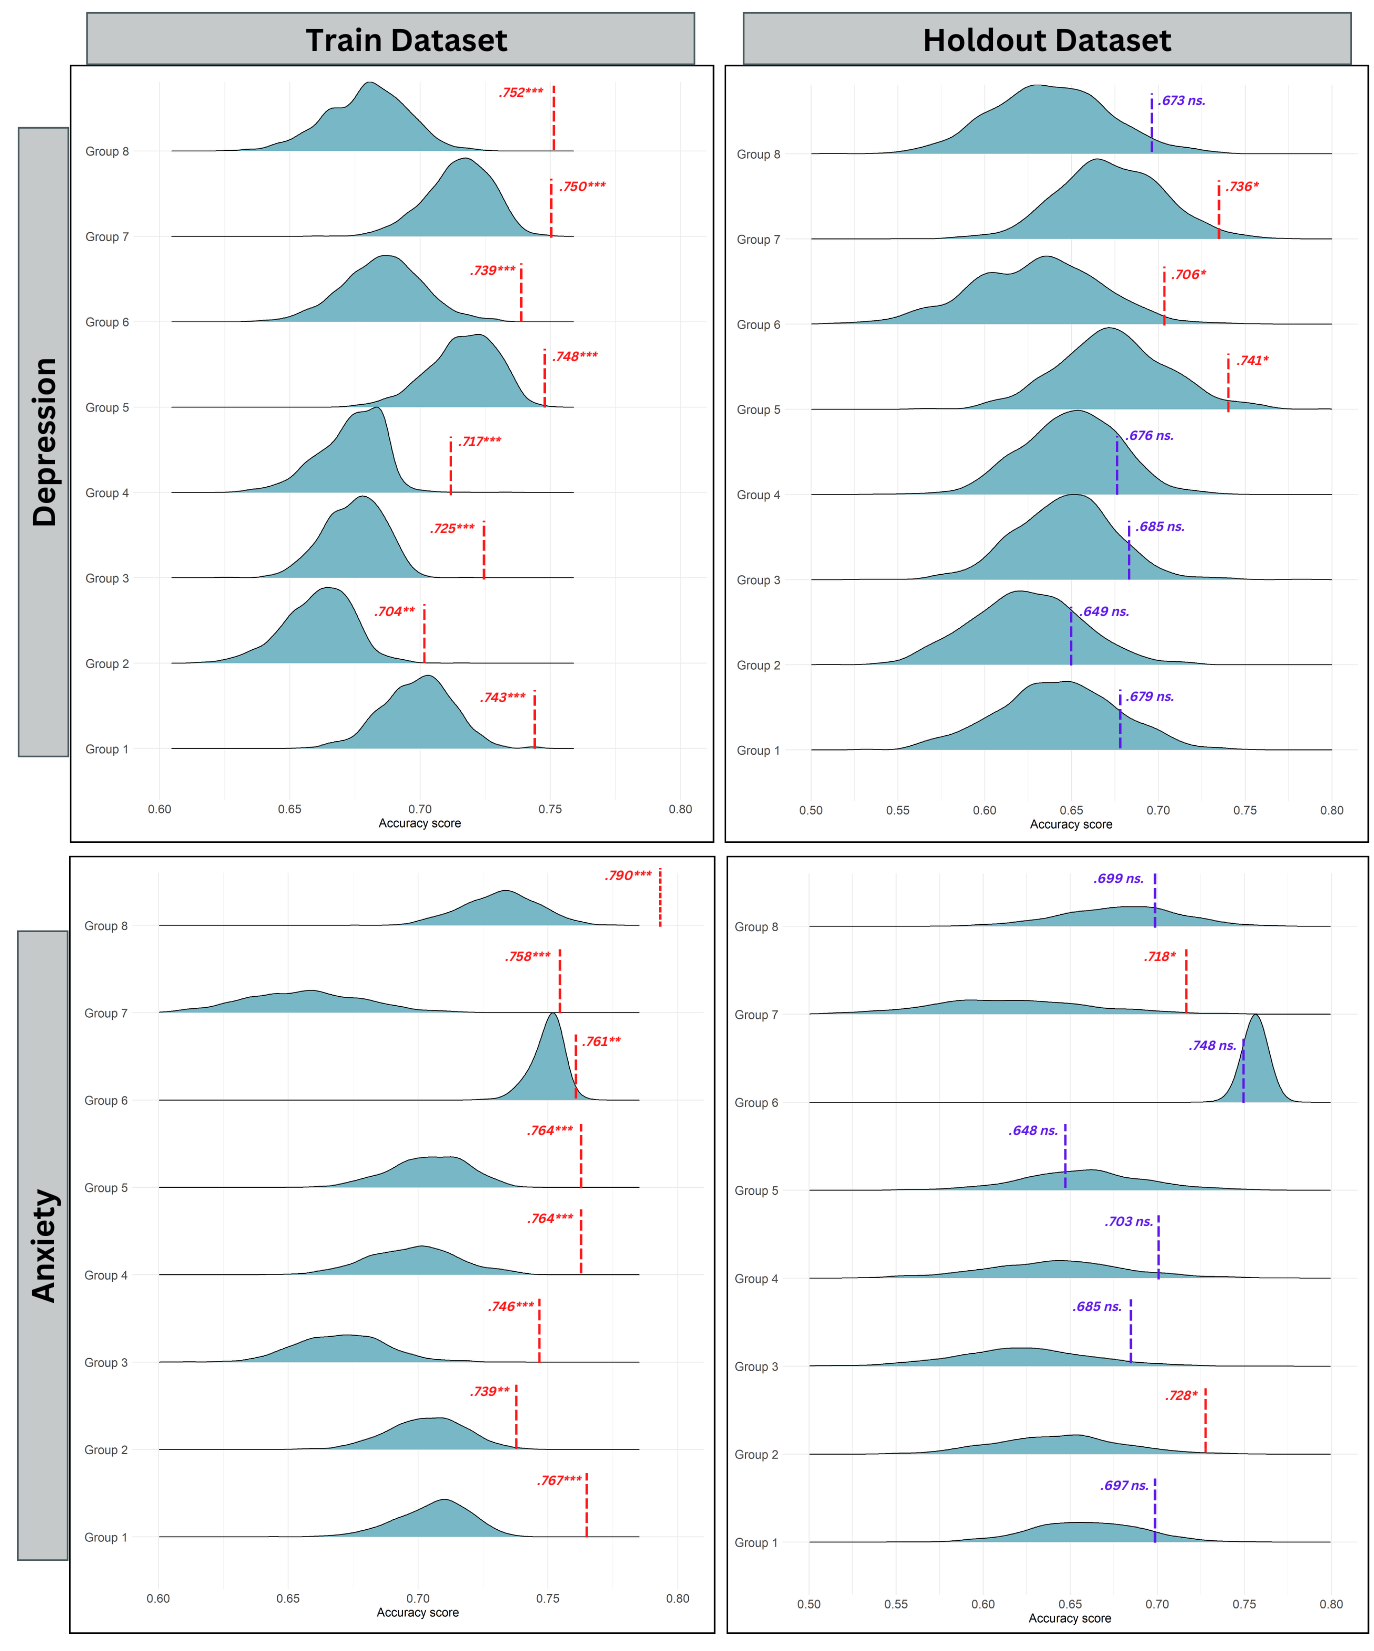 Train Dataset
Holdout Dataset
Depression
.752***
Group 8
.750***
Group 7
.739***
Group 6
.748***
Group 5
.717***
Group 4
.725***
Group 3
.704**
Group 2
.743***
Group 1
0.60 0.65 0.70 0.75 0.80
Accuracy score
.673 ns.
Group 8
.736*
Group 7
.706*
Group 6
.741*
Group 5
.676 ns.
Group 4
.685 ns.
Group 3
.649 ns.
Group 2
.679 ns.
Group 1
0.50 0.55 0.60 0.65 0.70 0.75 0.80
Accuracy score
Anxiety
.790***
Group 8
.758***
Group 7
.761**
Group 6
.764***
Group 5
.764***
Group 4
.746***
Group 3
.739**
Group 2
.767***
Group 1
0.60 0.65 0.70 0.75 0.80
Accuracy score
.699 ns.
Group 8
.718*
Group 7
.748 ns.
Group 6
.648 ns.
Group 5
.703 ns.
Group 4
.685 ns.
Group 3
.728*
Group 2
.697 ns.
Group 1
0.50 0.55 0.60 0.65 0.70 0.75 0.80
Accuracy score